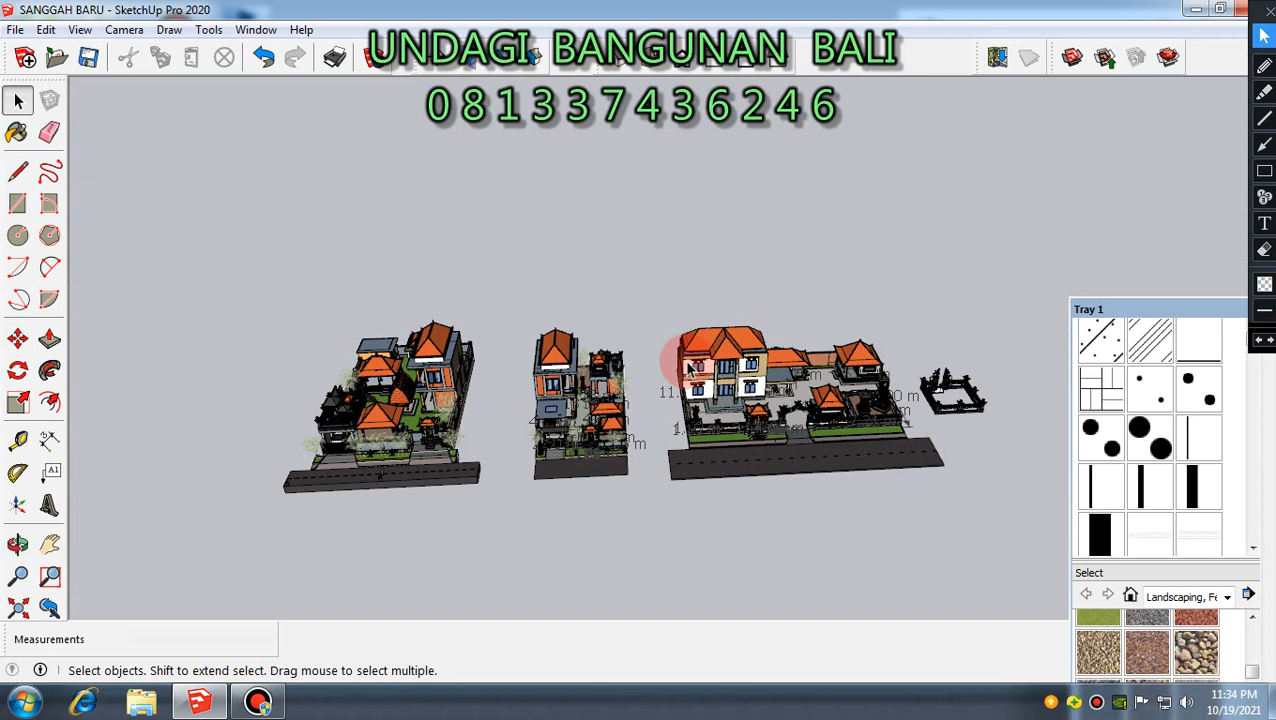 SANGGAH BARU - SketchUp Pro 2020
File Edit View Camera Draw Tools Window Help
UNDAGI BANGUNAN BALI
081337436246
Tray 1
AI
Select
Landscaping, Fe
Measurements
Select objects. Shift to extend select. Drag mouse to select multiple.
11:34 PM
10/19/2021